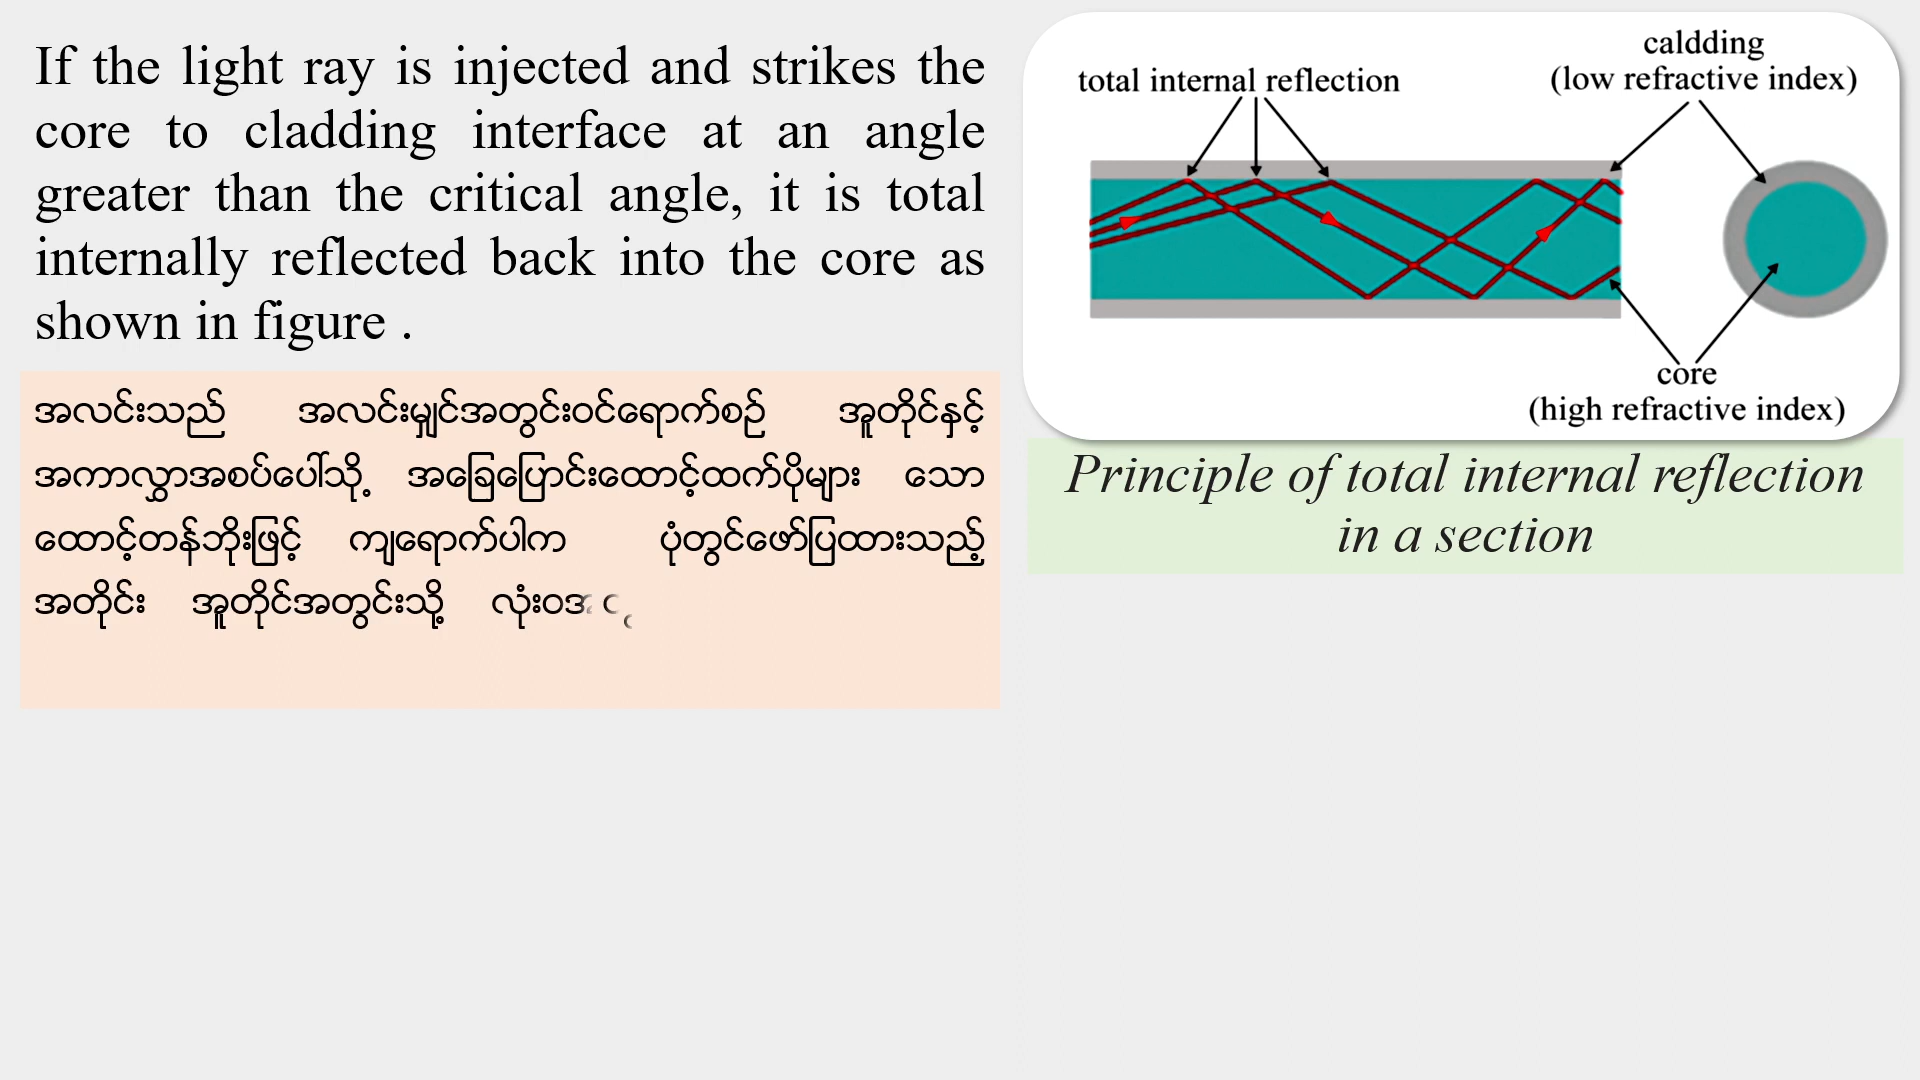 If the light ray is injected and strikes the
core to cladding interface at an angle
greater than the critical angle, it is total
internally reflected back into the core as
shown in figure .
အလင်းသည် အလင်းမျှင်အတွင်းဝင်ရောက်စဉ် အူတိုင်နှင့်
အကာလွှာအစပ်ပေါ်သို့ အခြေပြောင်းထောင့်ထက်ပိုများ သော
ထောင့်တန်ဘိုးဖြင့် ကျရောက်ပါက ပုံတွင်ဖော်ပြထားသည့်
အတိုင်း အူတိုင်အတွင်းသို့ လုံးဝ
total internal reflection
caldding
(low refractive index)
core
(high refractive index)
Principle of total internal reflection
in a section